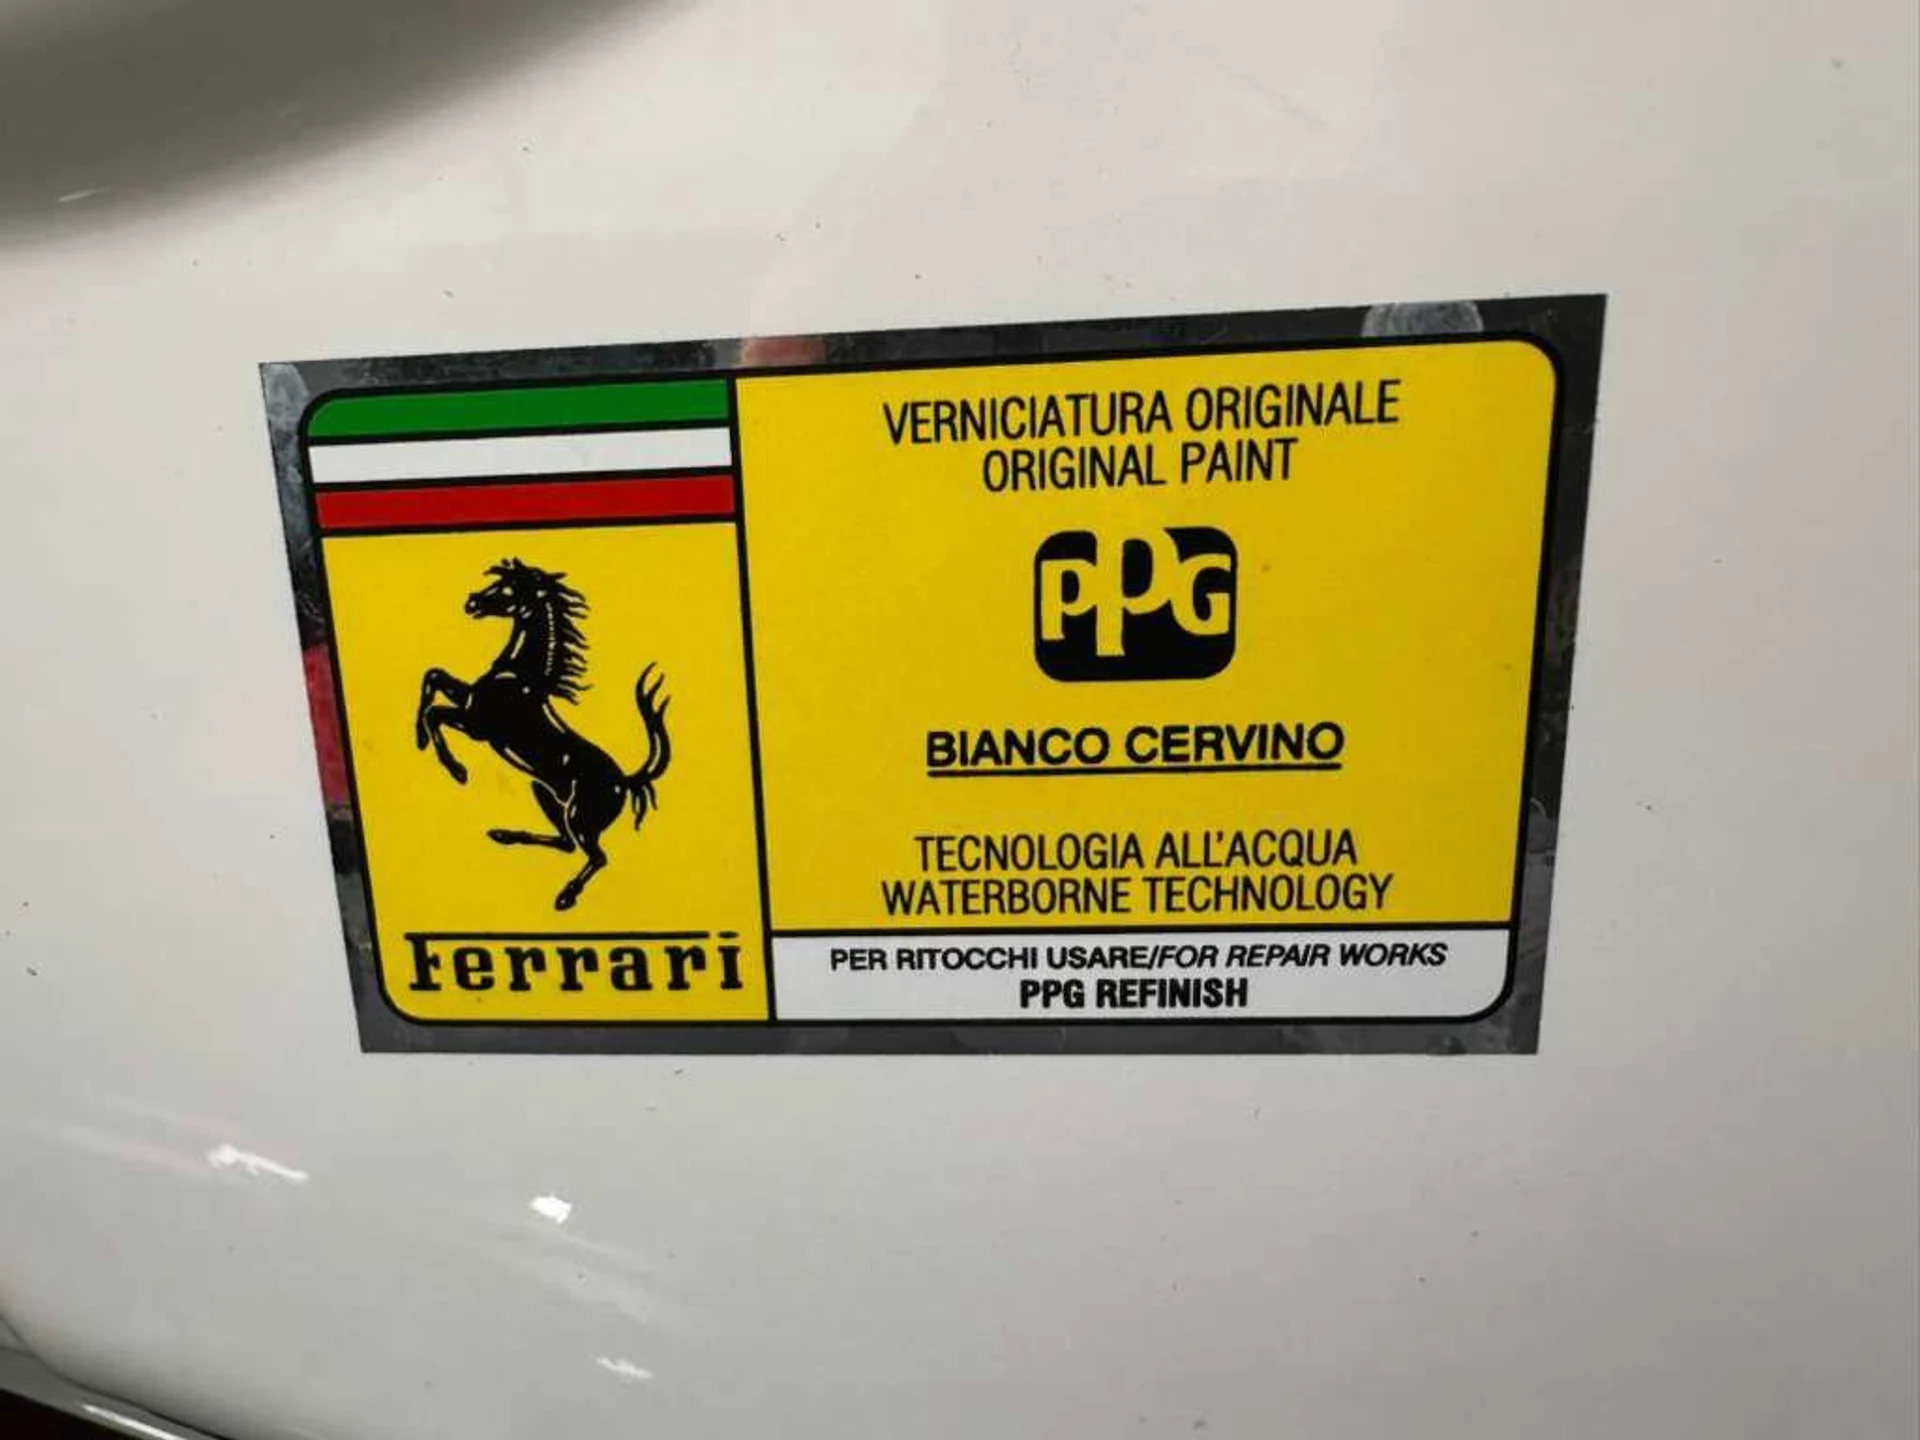 VERNICIATURA ORIGINALE
ORIGINAL PAINT
PPG
BIANCO CERVINO
TECNOLOGIA ALL'ACQUA
WATERBORNE TECHNOLOGY
Ferrari
PER RITOCCHI USARE/FOR REPAIR WORKS
PPG REFINISH